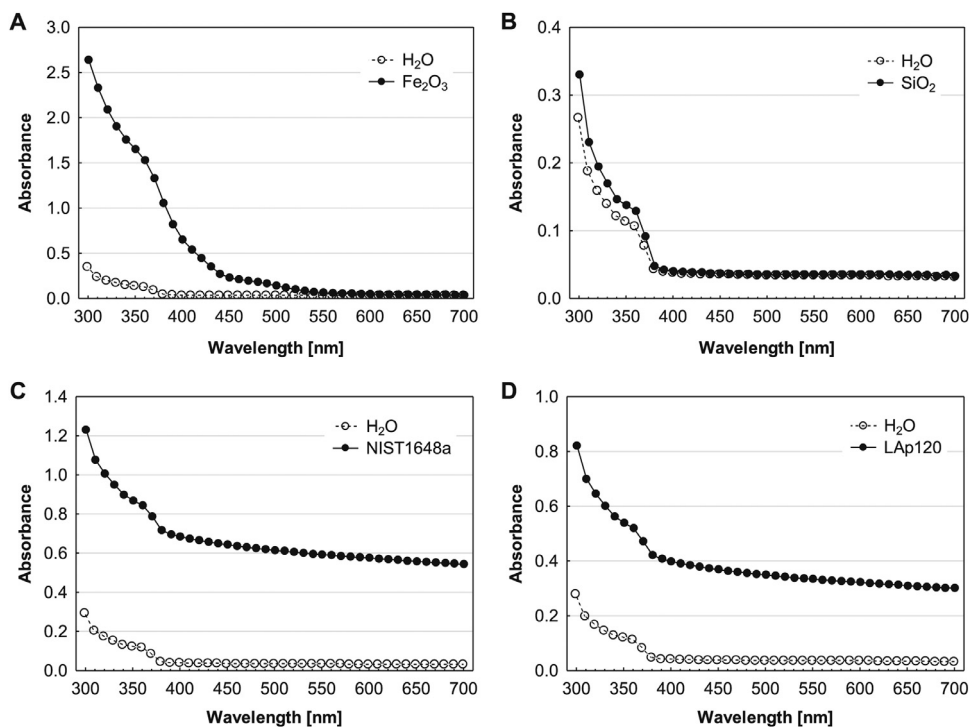 A
3.0
2.5
2.0
1.5
1.0
0.5
0.0
Absorbance
H₂O
Fe₂O₃
300 350 400 450 500 550 600 650 700
Wavelength [nm]
B
0.4
0.3
0.2
0.1
0.0
Absorbance
H₂O
SiO₂
300 350 400 450 500 550 600 650 700
Wavelength [nm]
C
1.4
1.2
1.0
0.8
0.6
0.4
0.2
0.0
Absorbance
H₂O
NIST1648a
300 350 400 450 500 550 600 650 700
Wavelength [nm]
D
1.0
0.8
0.6
0.4
0.2
0.0
Absorbance
H₂O
LAp120
300 350 400 450 500 550 600 650 700
Wavelength [nm]